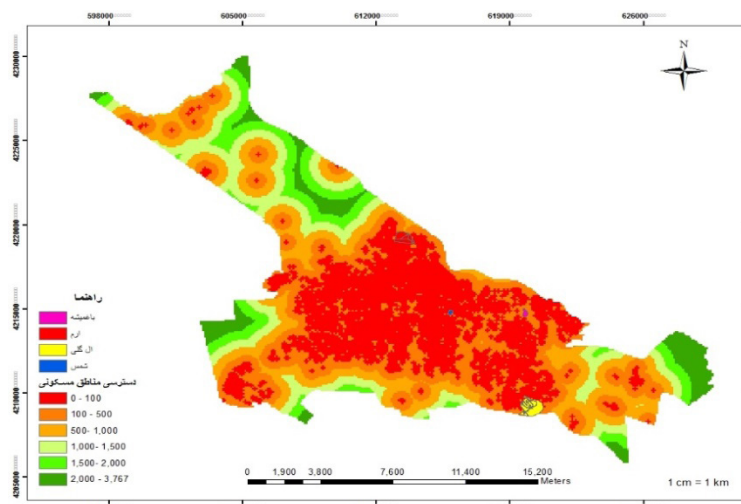 598000 605000 612000 619000 626000
N
4230000
4225000
4220000
4215000
4210000
4205000
راهنما
باغمیشه
ارم
ال گلی
شمس
دسترسی مناطق مسکونی
0 - 100
100 - 500
500 - 1,000
1,000 - 1,500
1,500 - 2,000
2,000 - 3,767
0 1,900 3,800 7,600 11,400 15,200
Meters
1 cm = 1 km